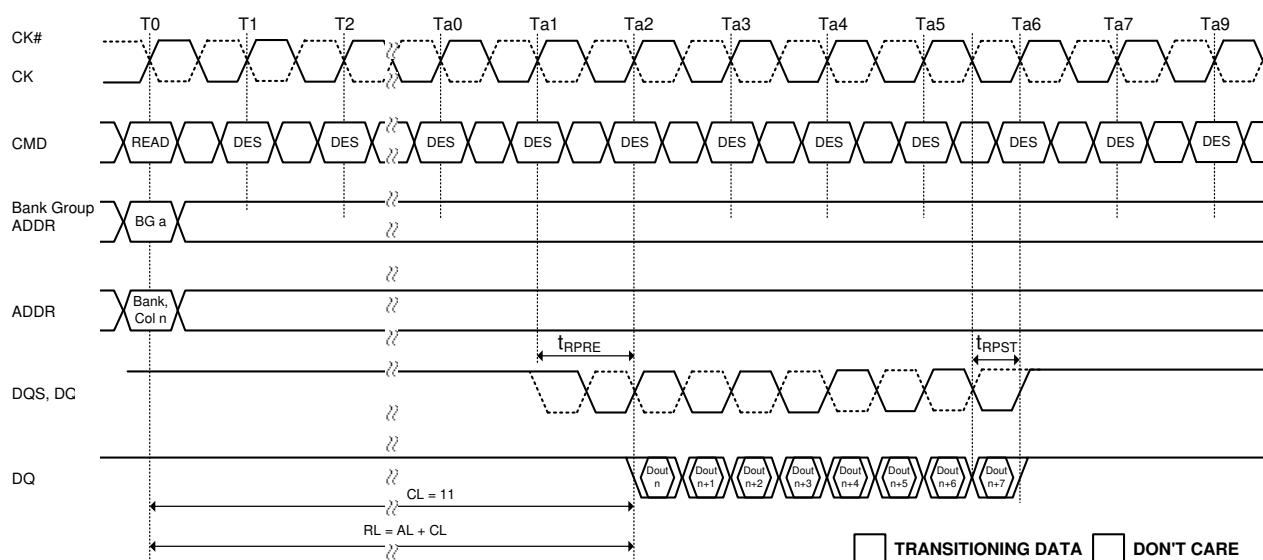 T0 T1 T2 Ta0 Ta1 Ta2 Ta3 Ta4 Ta5 Ta6 Ta7 Ta9
CK#
CK
CMD READ DES DES DES DES DES DES DES DES DES DES DES
Bank Group
ADDR
BG a
ADDR
Bank,
Col n
tRPRE tRPST
DQS, DQ
DQ
Dout n
Dout n+1
Dout n+2
Dout n+3
Dout n+4
Dout n+5
Dout n+6
Dout n+7
CL = 11
RL = AL + CL
TRANSITIONING DATA DON'T CARE